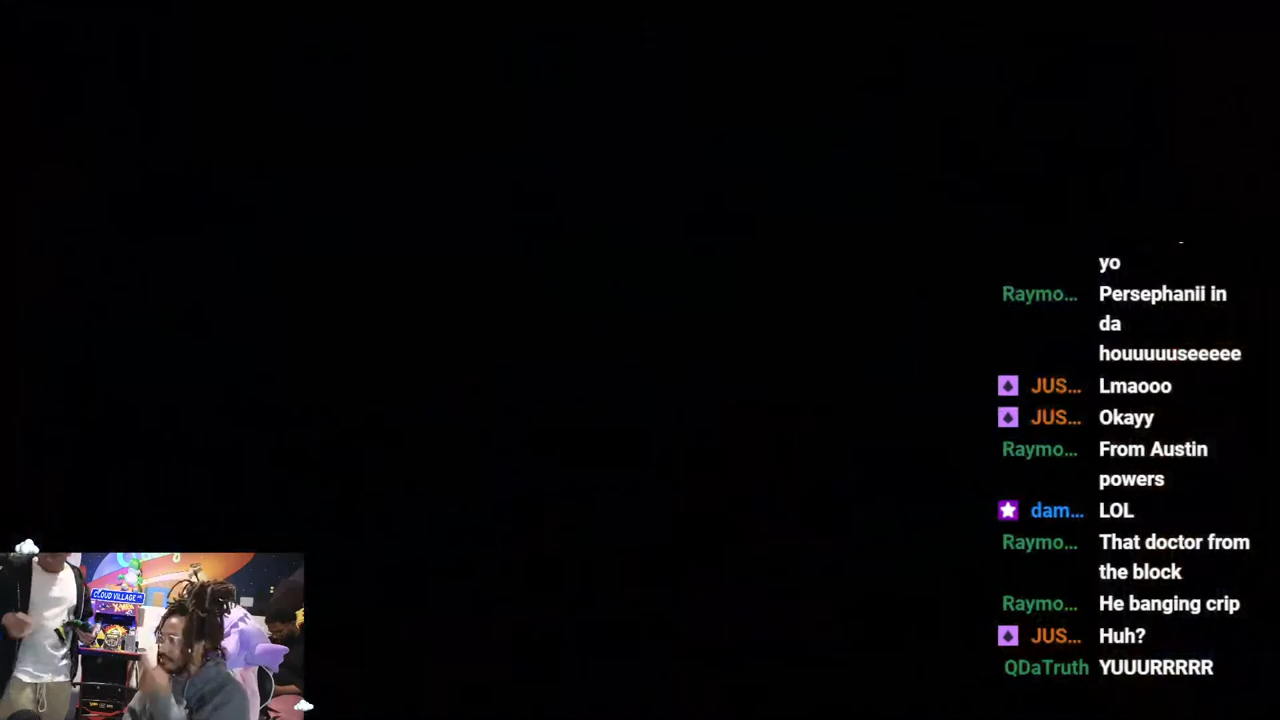 yo
Raymo... Persephanii in
da
houuuuuseeeee
JUS... Lmaooo
JUS... Okayy
Raymo... From Austin
powers
dam... LOL
Raymo... That doctor from
the block
Raymo... He banging crip
JUS... Huh?
QDaTruth YUUURRRRR
CLOUD VILLAGE